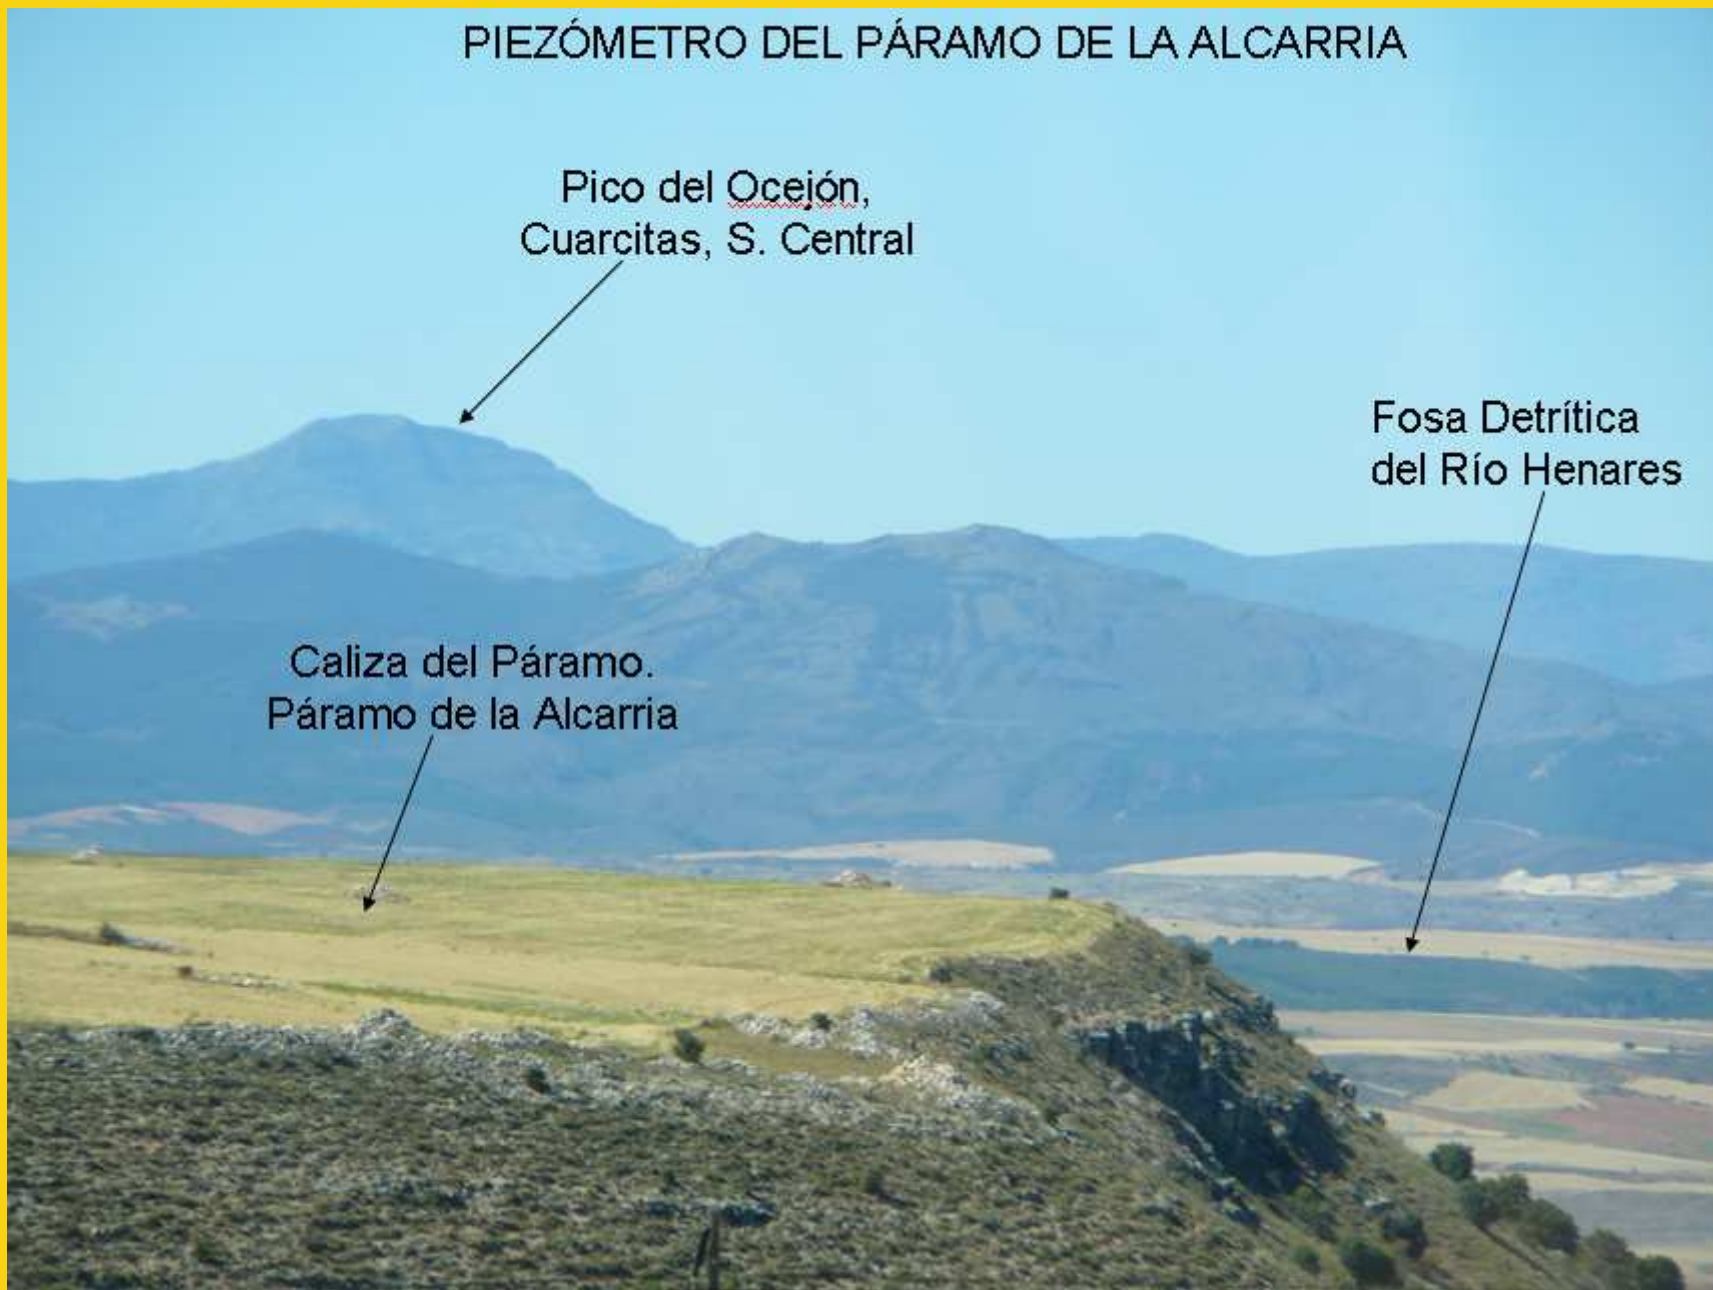 PIEZÓMETRO DEL PÁRAMO DE LA ALCARRIA
Pico del Ocejón,
Cuarcitas, S. Central
Fosa Detrítica
del Río Henares
Caliza del Páramo.
Páramo de la Alcarria